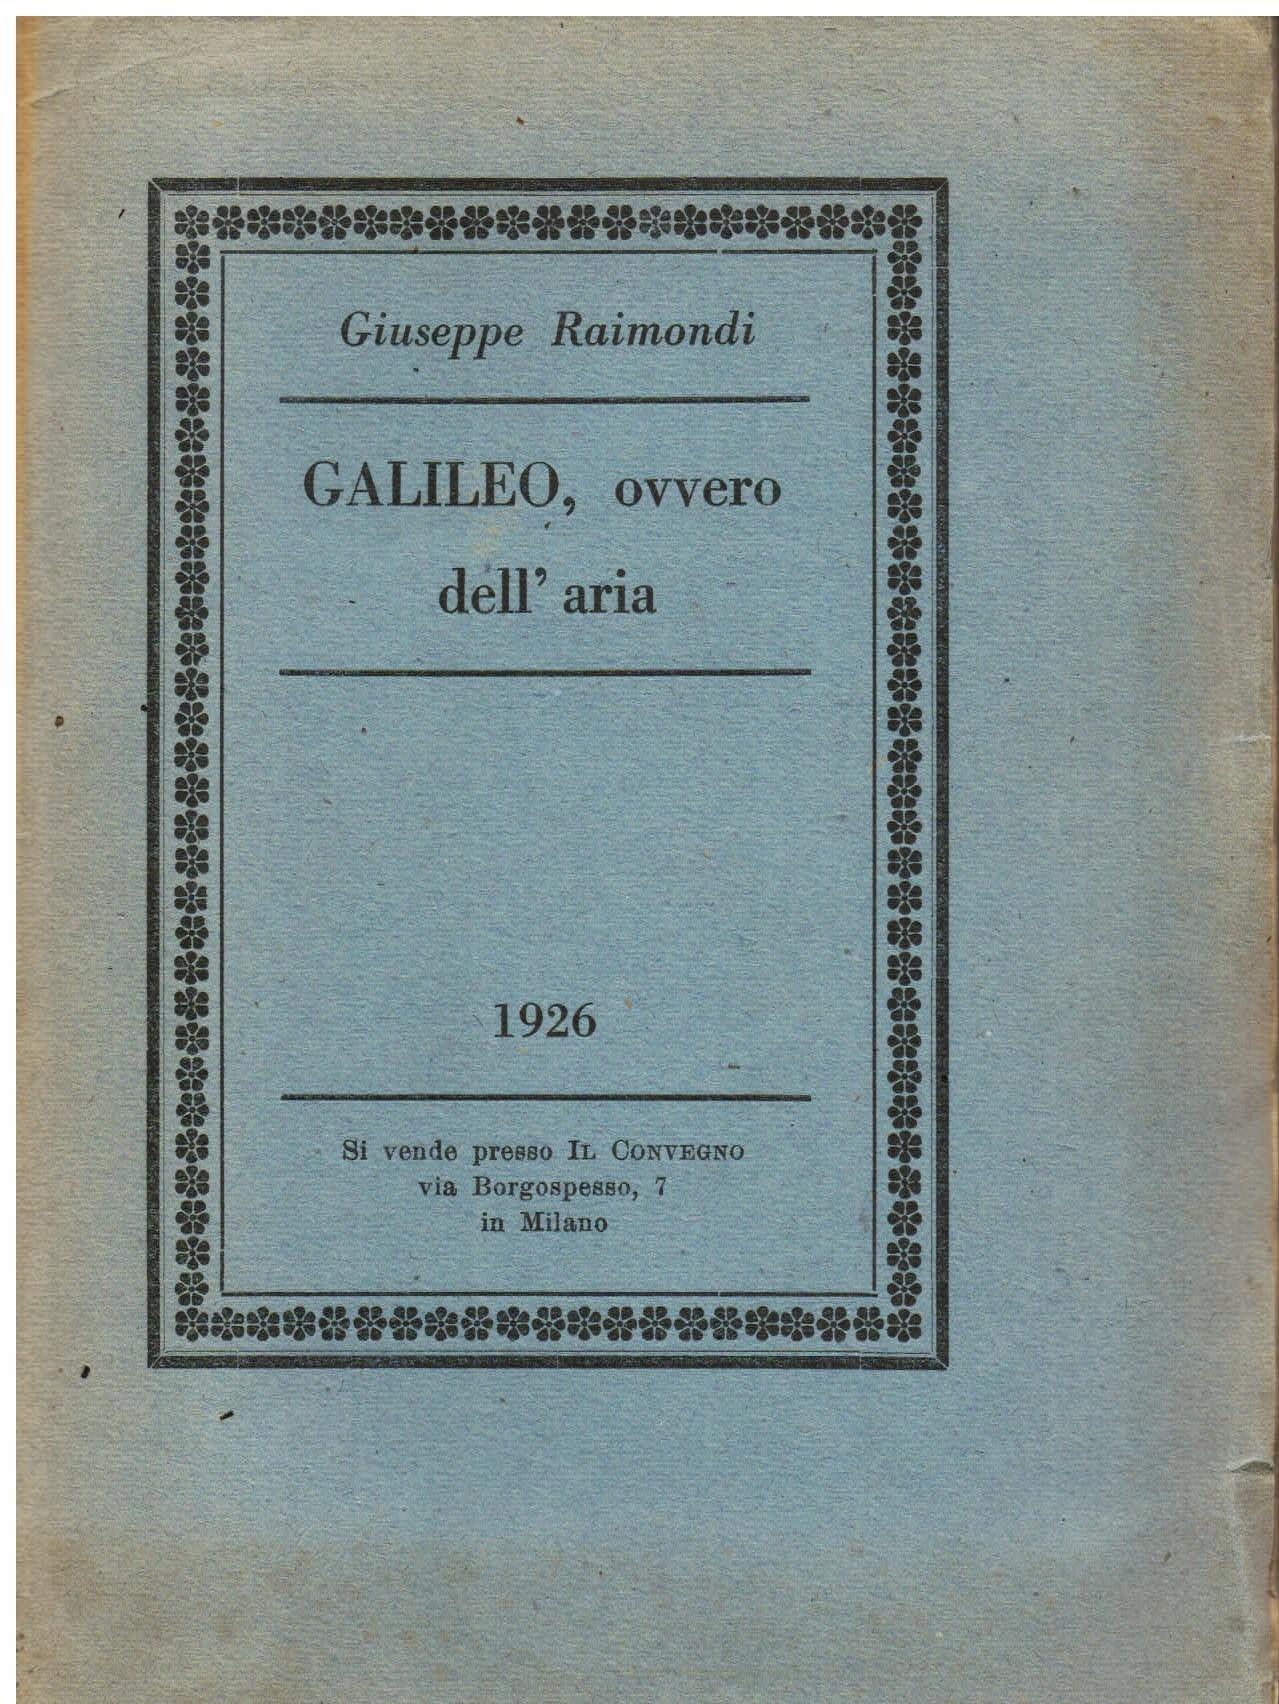 Giuseppe Raimondi
GALILEO, ovvero
dell' aria
1926
Si vende presso IL CONVEGNO
via Borgospesso, 7
in Milano